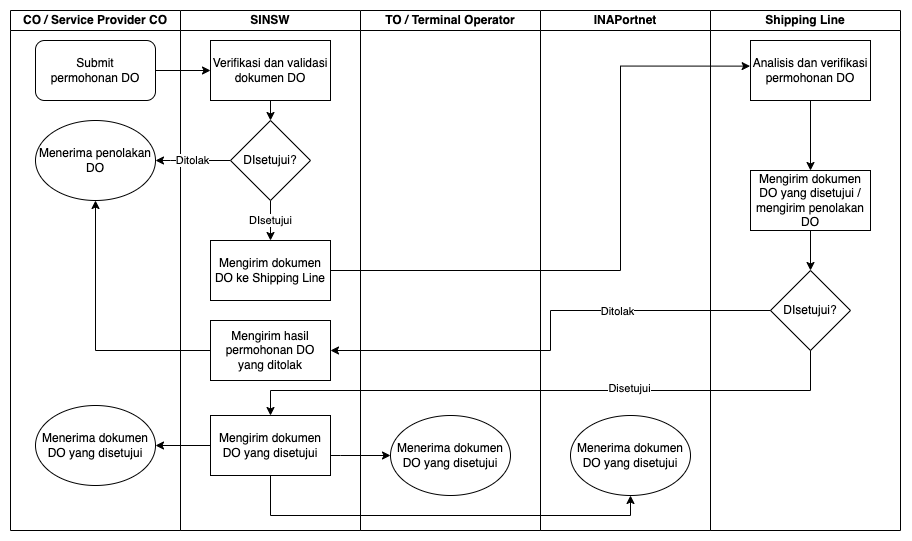 CO / Service Provider CO
SINSW
TO / Terminal Operator
INAPortnet
Shipping Line
Submit
permohonan DO
Verifikasi dan validasi
dokumen DO
Analisis dan verifikasi
permohonan DO
Menerima penolakan
DO
Ditolak
DIsetujui?
DIsetujui
Mengirim dokumen
DO yang disetujui /
mengirim penolakan
DO
Mengirim dokumen
DO ke Shipping Line
DIsetujui?
Ditolak
Mengirim hasil
permohonan DO
yang ditolak
Disetujui
Menerima dokumen
DO yang disetujui
Mengirim dokumen
DO yang disetujui
Menerima dokumen
DO yang disetujui
Menerima dokumen
DO yang disetujui